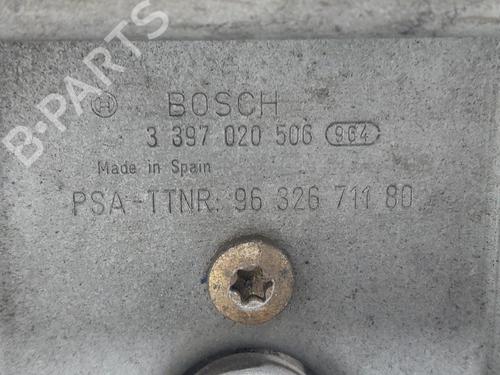 B-PARTS
BOSCH
3 397 020 506 964
Made in Spain
PSA-TTNR: 96 326 711 80